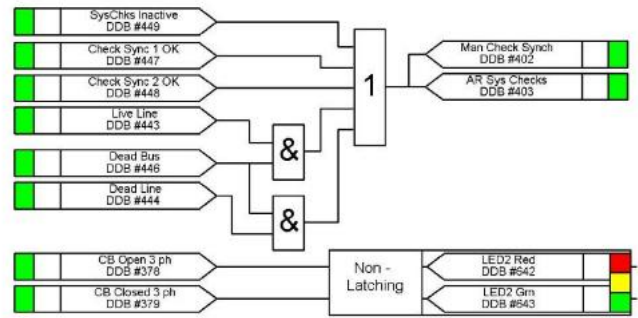 SysChks Inactive
DDB #449
Check Sync 1 OK
DDB #447
Check Sync 2 OK
DDB #448
Live Line
DDB #443
Dead Bus
DDB #446
Dead Line
DDB #444
&
&
1
Man Check Synch
DDB #402
AR Sys Checks
DDB #403
CB Open 3 ph
DDB #378
CB Closed 3 ph
DDB #379
Non -
Latching
LED2 Red
DDB #642
LED2 Grn
DDB #643